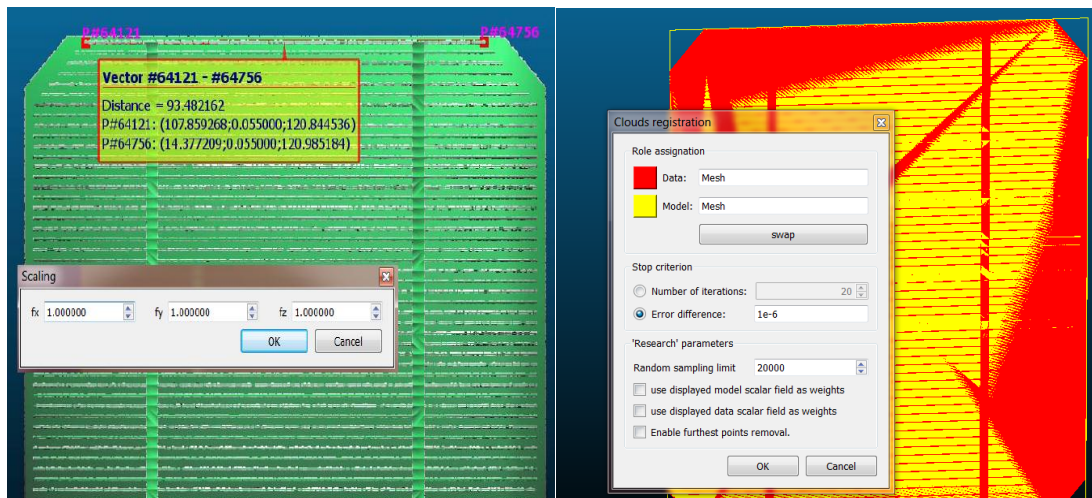 P#64121
P#64756
Vector #64121 - #64756
Distance = 93.482162
P#64121: (107.859268;0.055000;120.844536)
P#64756: (14.377209;0.055000;120.985184)
Scaling
fx 1.000000 fy 1.000000 fz 1.000000
OK Cancel
Clouds registration
Role assignation
Data: Mesh
Model: Mesh
swap
Stop criterion
Number of iterations: 20
Error difference: 1e-6
'Research' parameters
Random sampling limit 20000
use displayed model scalar field as weights
use displayed data scalar field as weights
Enable furthest points removal.
OK Cancel